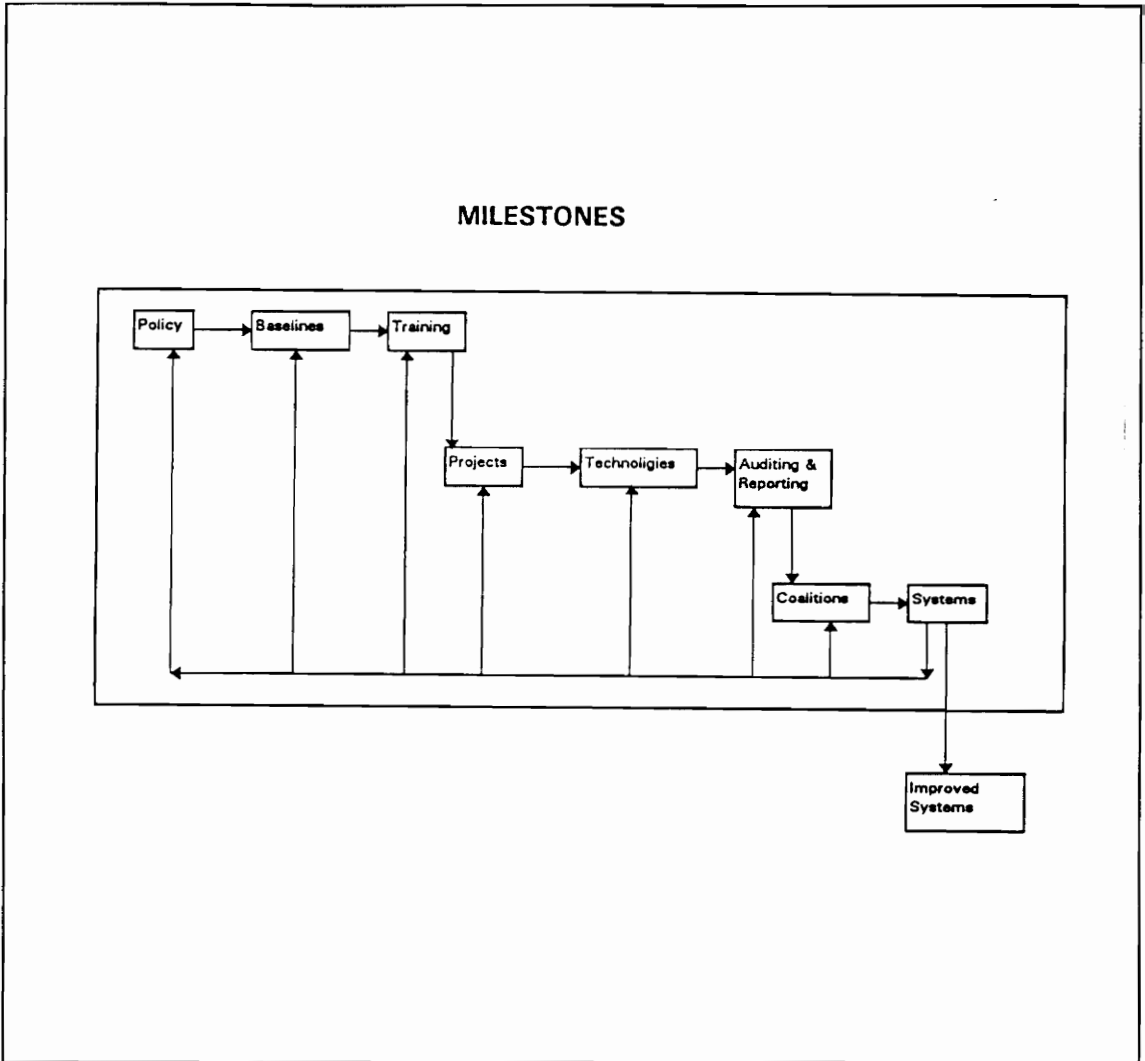 MILESTONES
Policy
Baselines
Training
Projects
Technoligies
Auditing &
Reporting
Coalitions
Systems
Improved
Systems